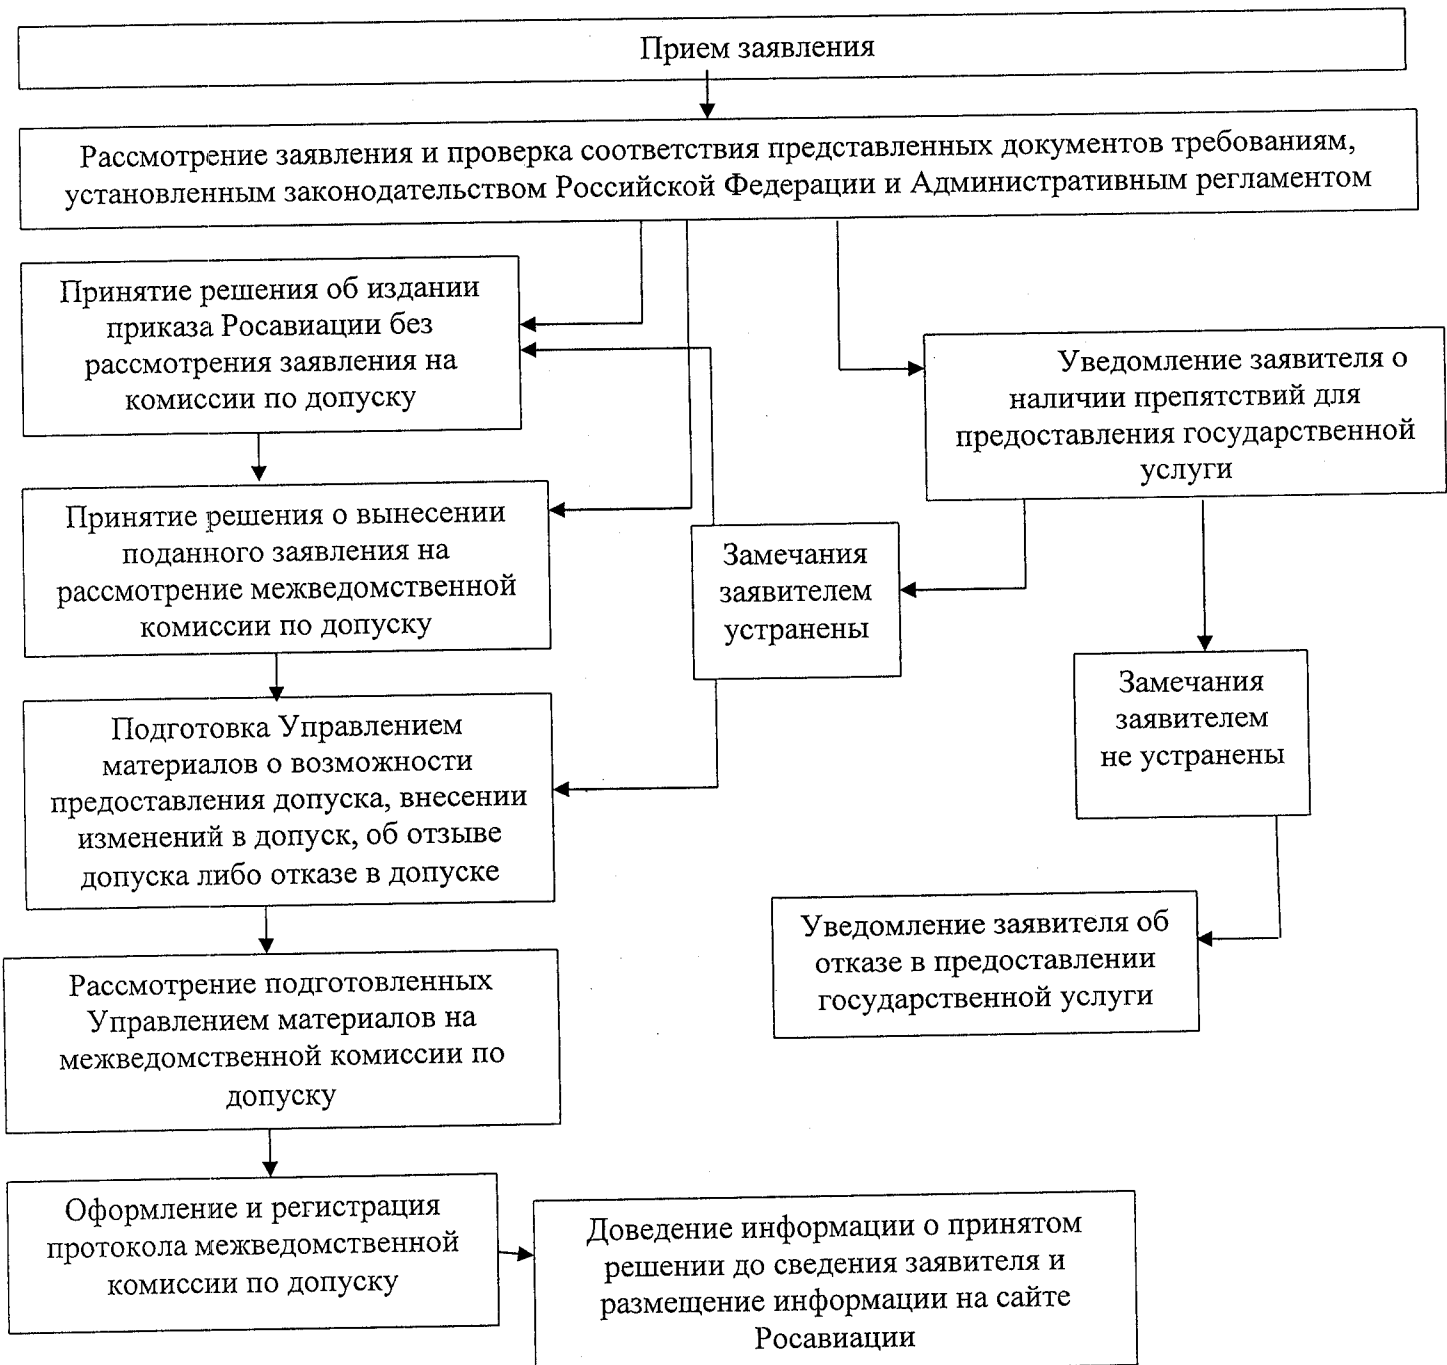 Прием заявления
Рассмотрение заявления и проверка соответствия представленных документов требованиям,
установленным законодательством Российской Федерации и Административным регламентом
Принятие решения об издании
приказа Росавиации без
рассмотрения заявления на
комиссии по допуску
Уведомление заявителя о
наличии препятствий для
предоставления государственной
услуги
Принятие решения о вынесении
поданного заявления на
рассмотрение межведомственной
комиссии по допуску
Замечания
заявителем
устранены
Замечания
заявителем
не устранены
Подготовка Управлением
материалов о возможности
предоставления допуска, внесении
изменений в допуск, об отзыве
допуска либо отказе в допуске
Уведомление заявителя об
отказе в предоставлении
государственной услуги
Рассмотрение подготовленных
Управлением материалов на
межведомственной комиссии по
допуску
Оформление и регистрация
протокола межведомственной
комиссии по допуску
Доведение информации о принятом
решении до сведения заявителя и
размещение информации на сайте
Росавиации